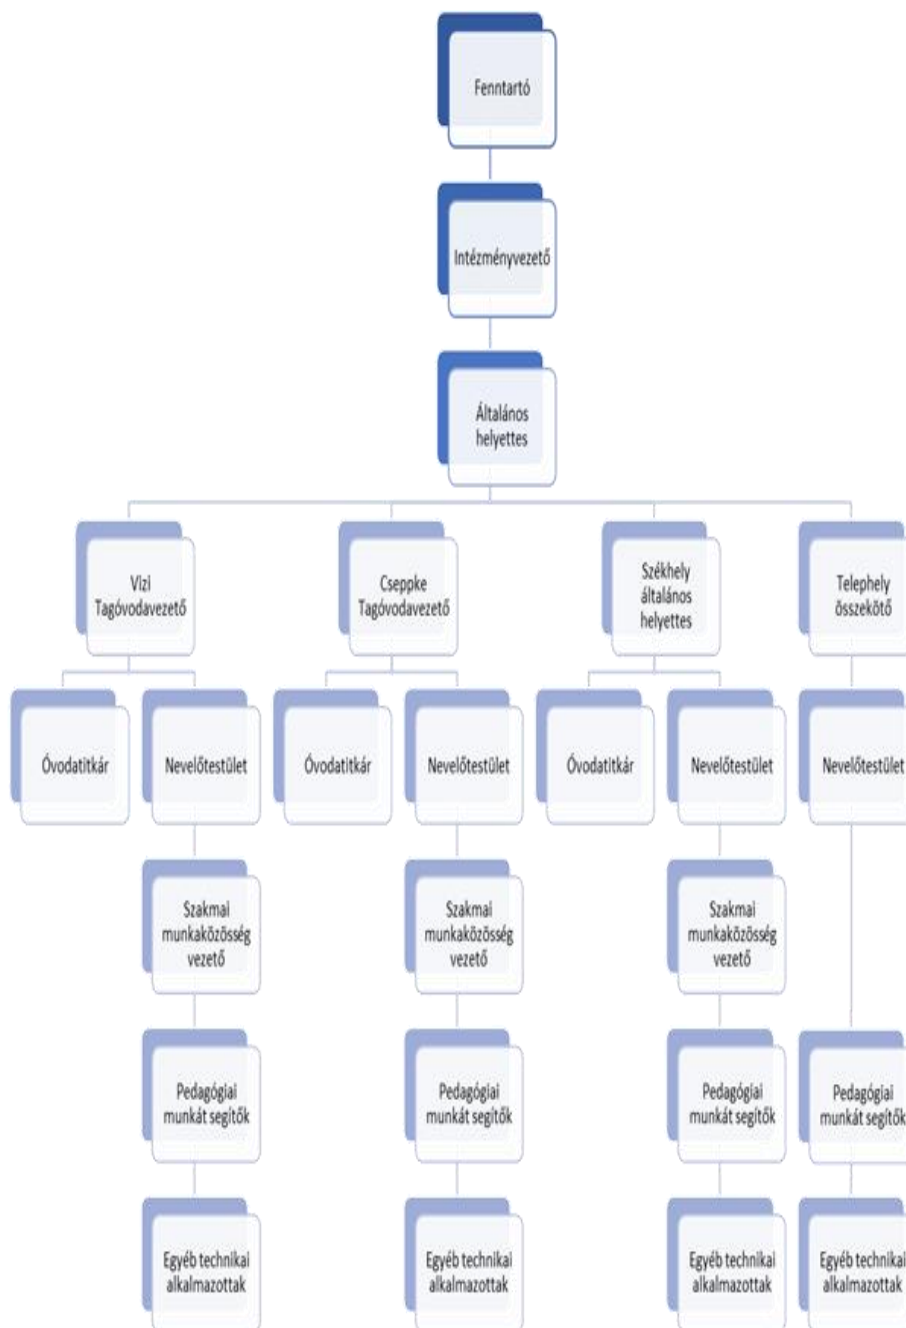 Fenntartó
Intézményvezető
Általános
helyettes
Vizi
Tagóvodavezető
Cseppke
Tagóvodavezető
Székhely
általános
helyettes
Telephely
összekötő
Óvodatitkár
Nevelőtestület
Óvodatitkár
Nevelőtestület
Óvodatitkár
Nevelőtestület
Nevelőtestület
Szakmai
munkaközösség
vezető
Szakmai
munkaközösség
vezető
Szakmai
munkaközösség
vezető
Pedagógiai
munkát segítők
Pedagógiai
munkát segítők
Pedagógiai
munkát segítők
Pedagógiai
munkát segítők
Egyéb technikai
alkalmazottak
Egyéb technikai
alkalmazottak
Egyéb technikai
alkalmazottak
Egyéb technikai
alkalmazottak